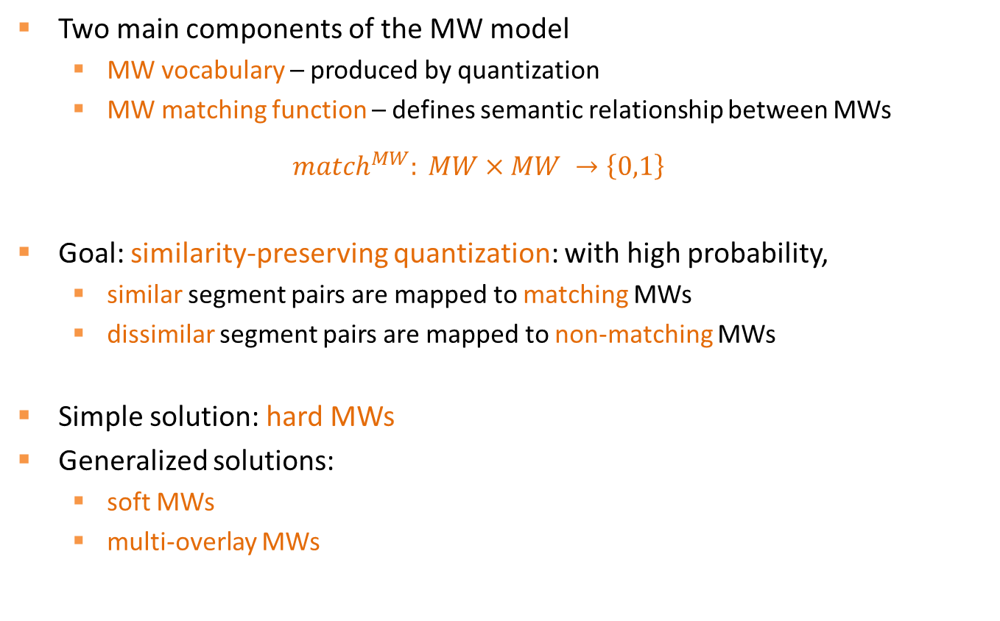 Two main components of the MW model
MW vocabulary – produced by quantization
MW matching function – defines semantic relationship between MWs
match^MW: MW × MW → {0,1}
Goal: similarity-preserving quantization: with high probability,
similar segment pairs are mapped to matching MWs
dissimilar segment pairs are mapped to non-matching MWs
Simple solution: hard MWs
Generalized solutions:
soft MWs
multi-overlay MWs